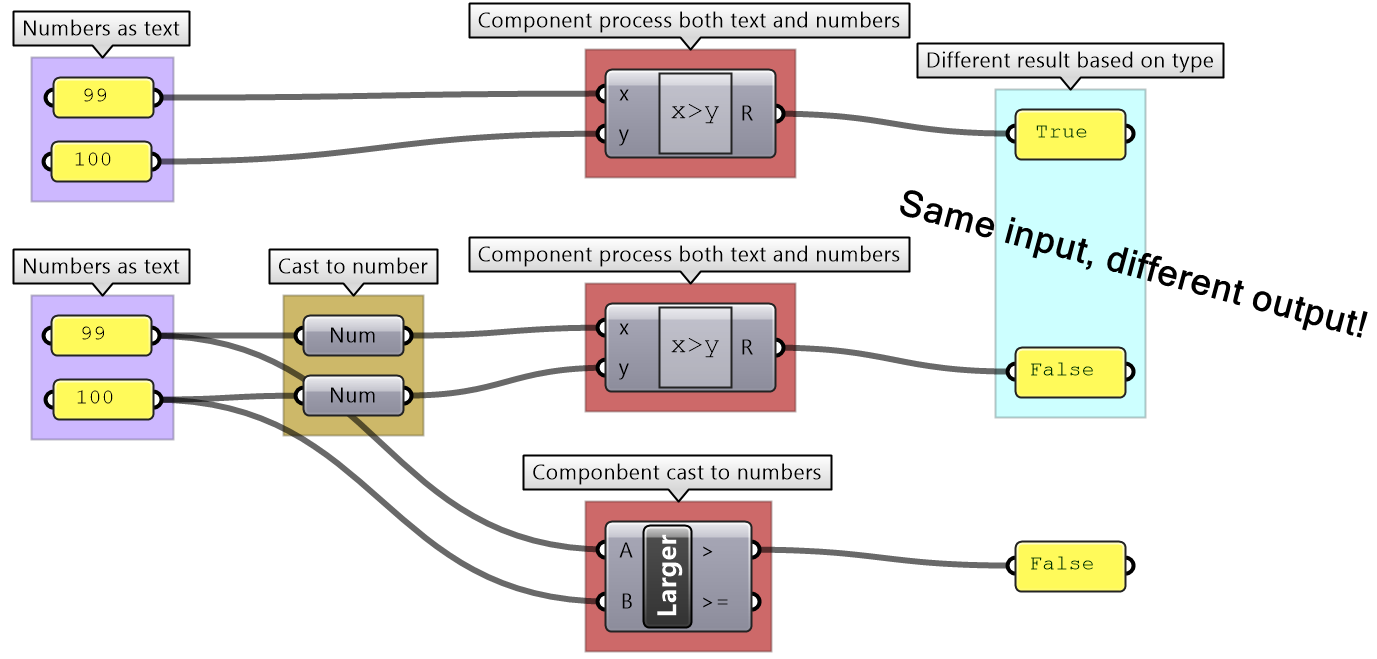 Numbers as text
Component process both text and numbers
Different result based on type
99
100
x
y
x>y
R
True
Same input, different output!
Numbers as text
Cast to number
Component process both text and numbers
99
100
Num
Num
x
y
x>y
R
False
Componbent cast to numbers
A
B
Larger
>
>=
False